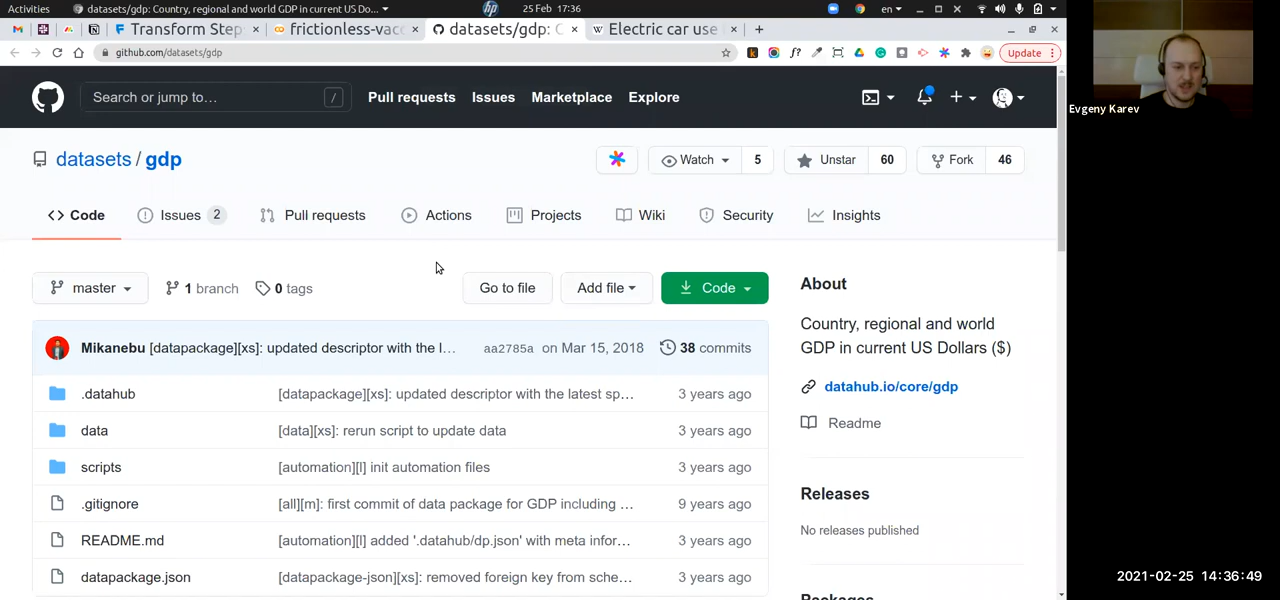 Activities datasets/gdp: Country, regional and world GDP in current US Do... 25 Feb 17:36 en
Transform Step × frictionless-vacc × datasets/gdp: C × W Electric car use × +
github.com/datasets/gdp Update
Search or jump to… / Pull requests Issues Marketplace Explore
Evgeny Karev
datasets / gdp Watch 5 Unstar 60 Fork 46
<> Code Issues 2 Pull requests Actions Projects Wiki Security Insights
master 1 branch 0 tags Go to file Add file Code
About
Country, regional and world
GDP in current US Dollars ($)
datahub.io/core/gdp
Readme
Releases
No releases published
Packages
Mikanebu [datapackage][xs]: updated descriptor with the l… aa2785a on Mar 15, 2018 38 commits
.datahub [datapackage][xs]: updated descriptor with the latest sp… 3 years ago
data [data][xs]: rerun script to update data 3 years ago
scripts [automation][l] init automation files 3 years ago
.gitignore [all][m]: first commit of data package for GDP including … 9 years ago
README.md [automation][l] added '.datahub/dp.json' with meta infor… 3 years ago
datapackage.json [datapackage-json][xs]: removed foreign key from sche… 3 years ago
2021-02-25 14:36:49